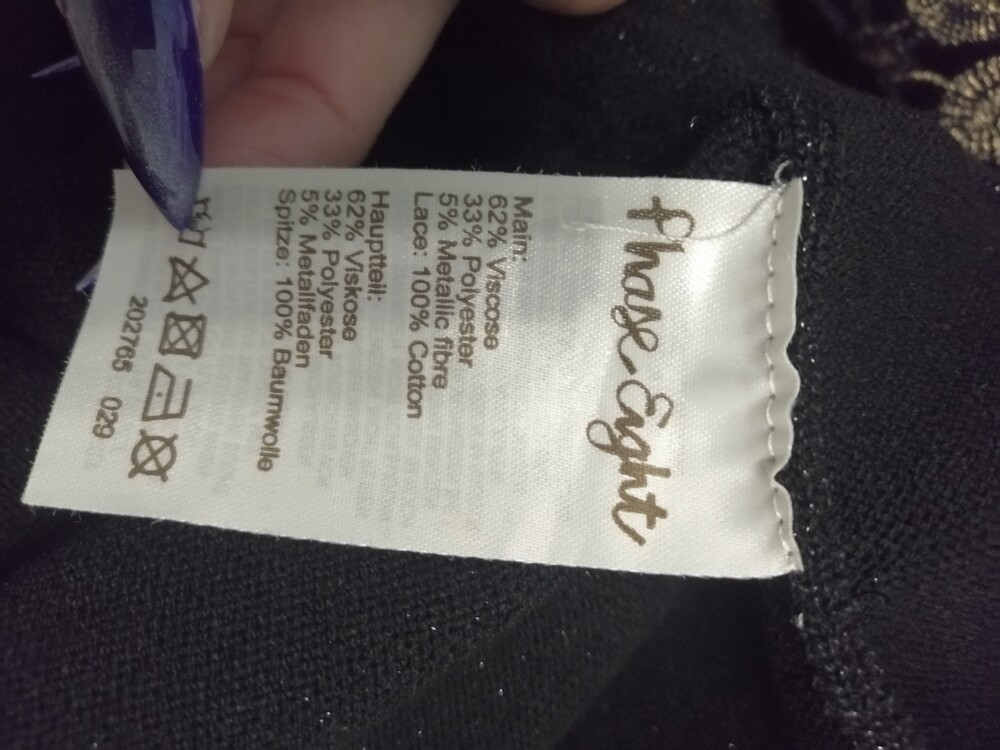 Phase Eight
Main:
62% Viscose
33% Polyester
5% Metallic fibre
Lace: 100% Cotton
Hauptteil:
62% Viskose
33% Polyester
5% Metallfaden
Spitze: 100% Baumwolle
202765 029